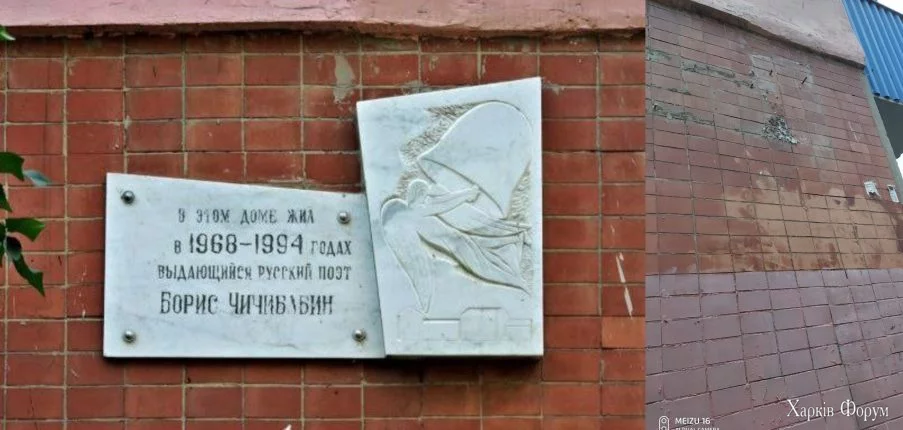 В ЭТОМ ДОМЕ ЖИЛ
в 1968–1994 годах
выдающийся русский поэт
Борис Чичибабин
Харків Форум
MEIZU 16